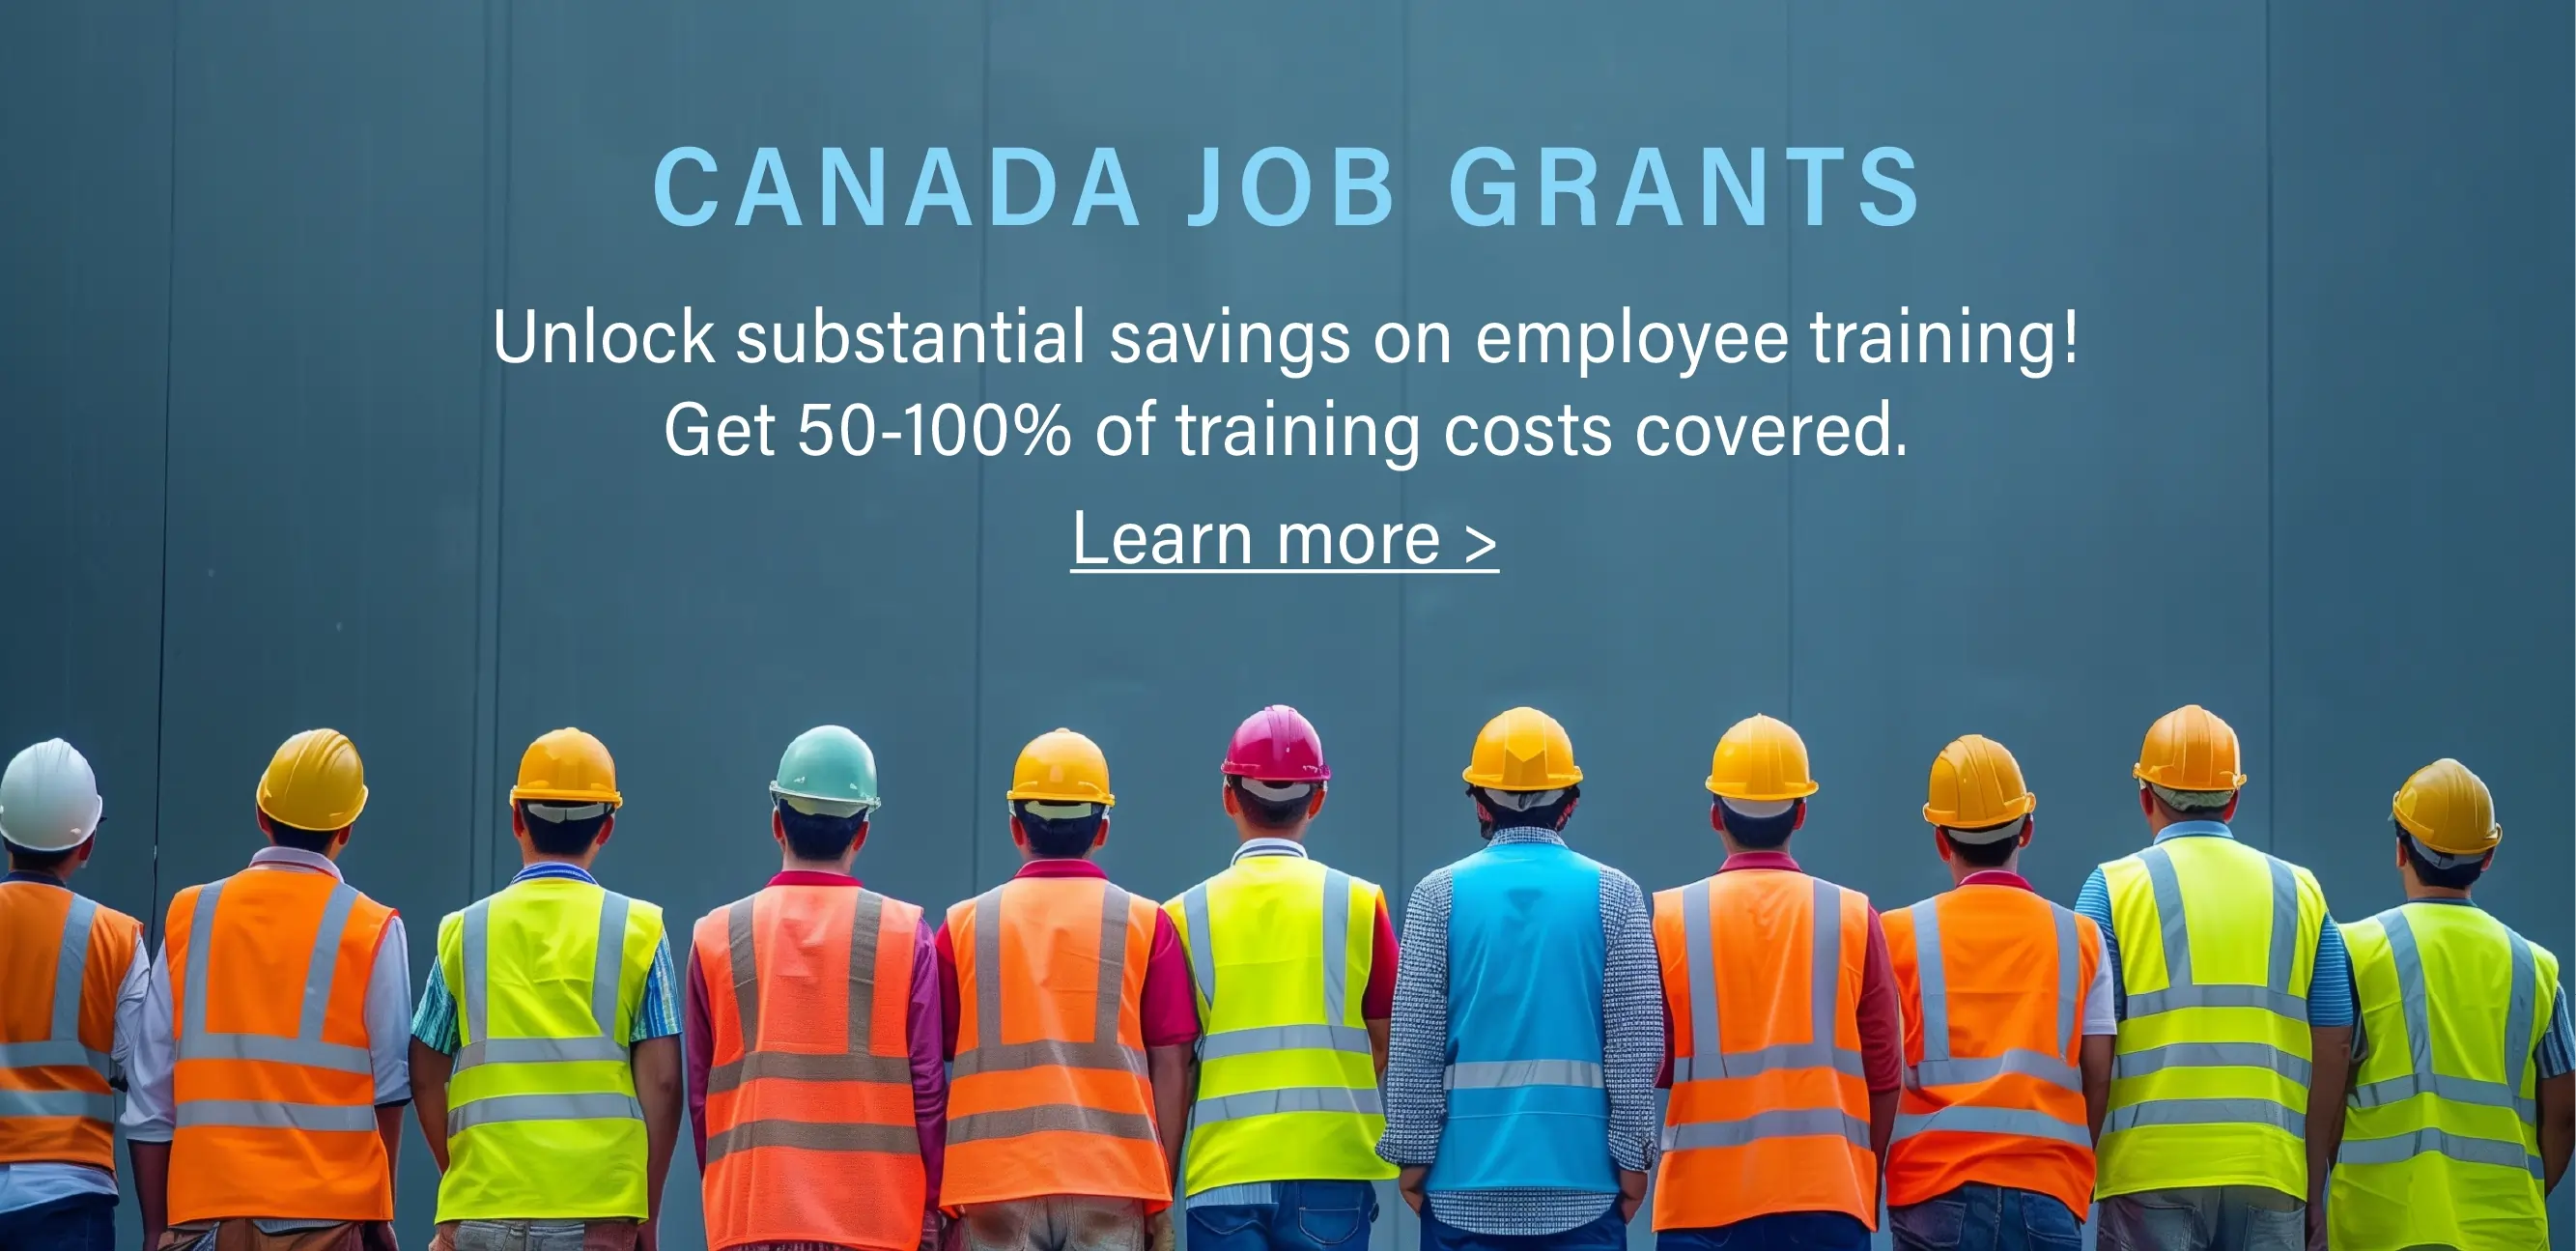 CANADA JOB GRANTS
Unlock substantial savings on employee training!
Get 50-100% of training costs covered.
Learn more >